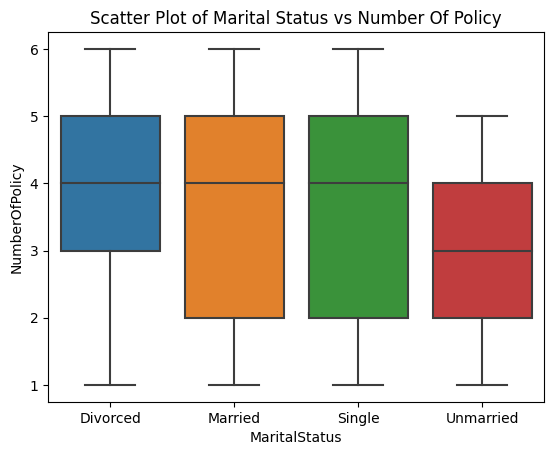 Scatter Plot of Marital Status vs Number Of Policy
NumberOfPolicy
6
5
4
3
2
1
Divorced Married Single Unmarried
MaritalStatus